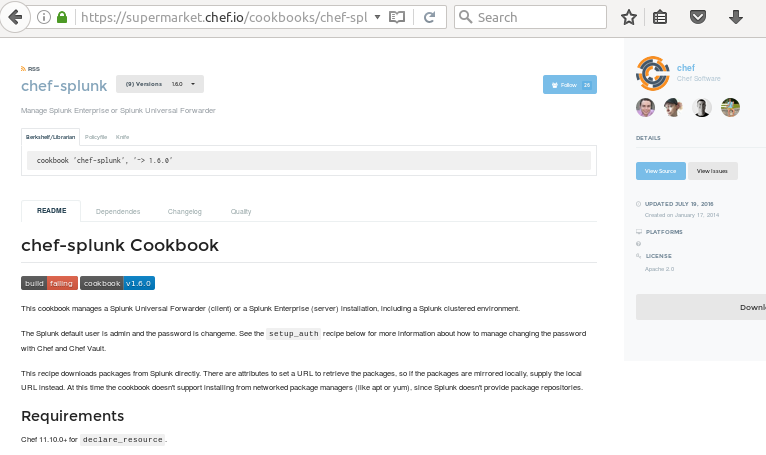 https://supermarket.chef.io/cookbooks/chef-spl
Search
RSS
chef-splunk
(9) Versions 1.6.0
Follow 26
Manage Splunk Enterprise or Splunk Universal Forwarder
Berkshelf/Librarian Policyfile Knife
cookbook 'chef-splunk', '~> 1.6.0'
README Dependencies Changelog Quality
chef-splunk Cookbook
build failing cookbook v1.6.0
This cookbook manages a Splunk Universal Forwarder (client) or a Splunk Enterprise (server) installation, including a Splunk clustered environment.
The Splunk default user is admin and the password is changeme. See the setup_auth recipe below for more information about how to manage changing the password
with Chef and Chef Vault.
This recipe downloads packages from Splunk directly. There are attributes to set a URL to retrieve the packages, so if the packages are mirrored locally, supply the local
URL instead. At this time the cookbook doesn't support installing from networked package managers (like apt or yum), since Splunk doesn't provide package repositories.
Requirements
Chef 11.10.0+ for declare_resource.
chef
Chef Software
DETAILS
View Source View Issues
UPDATED JULY 19, 2016
Created on January 17, 2014
PLATFORMS
LICENSE
Apache 2.0
Downl